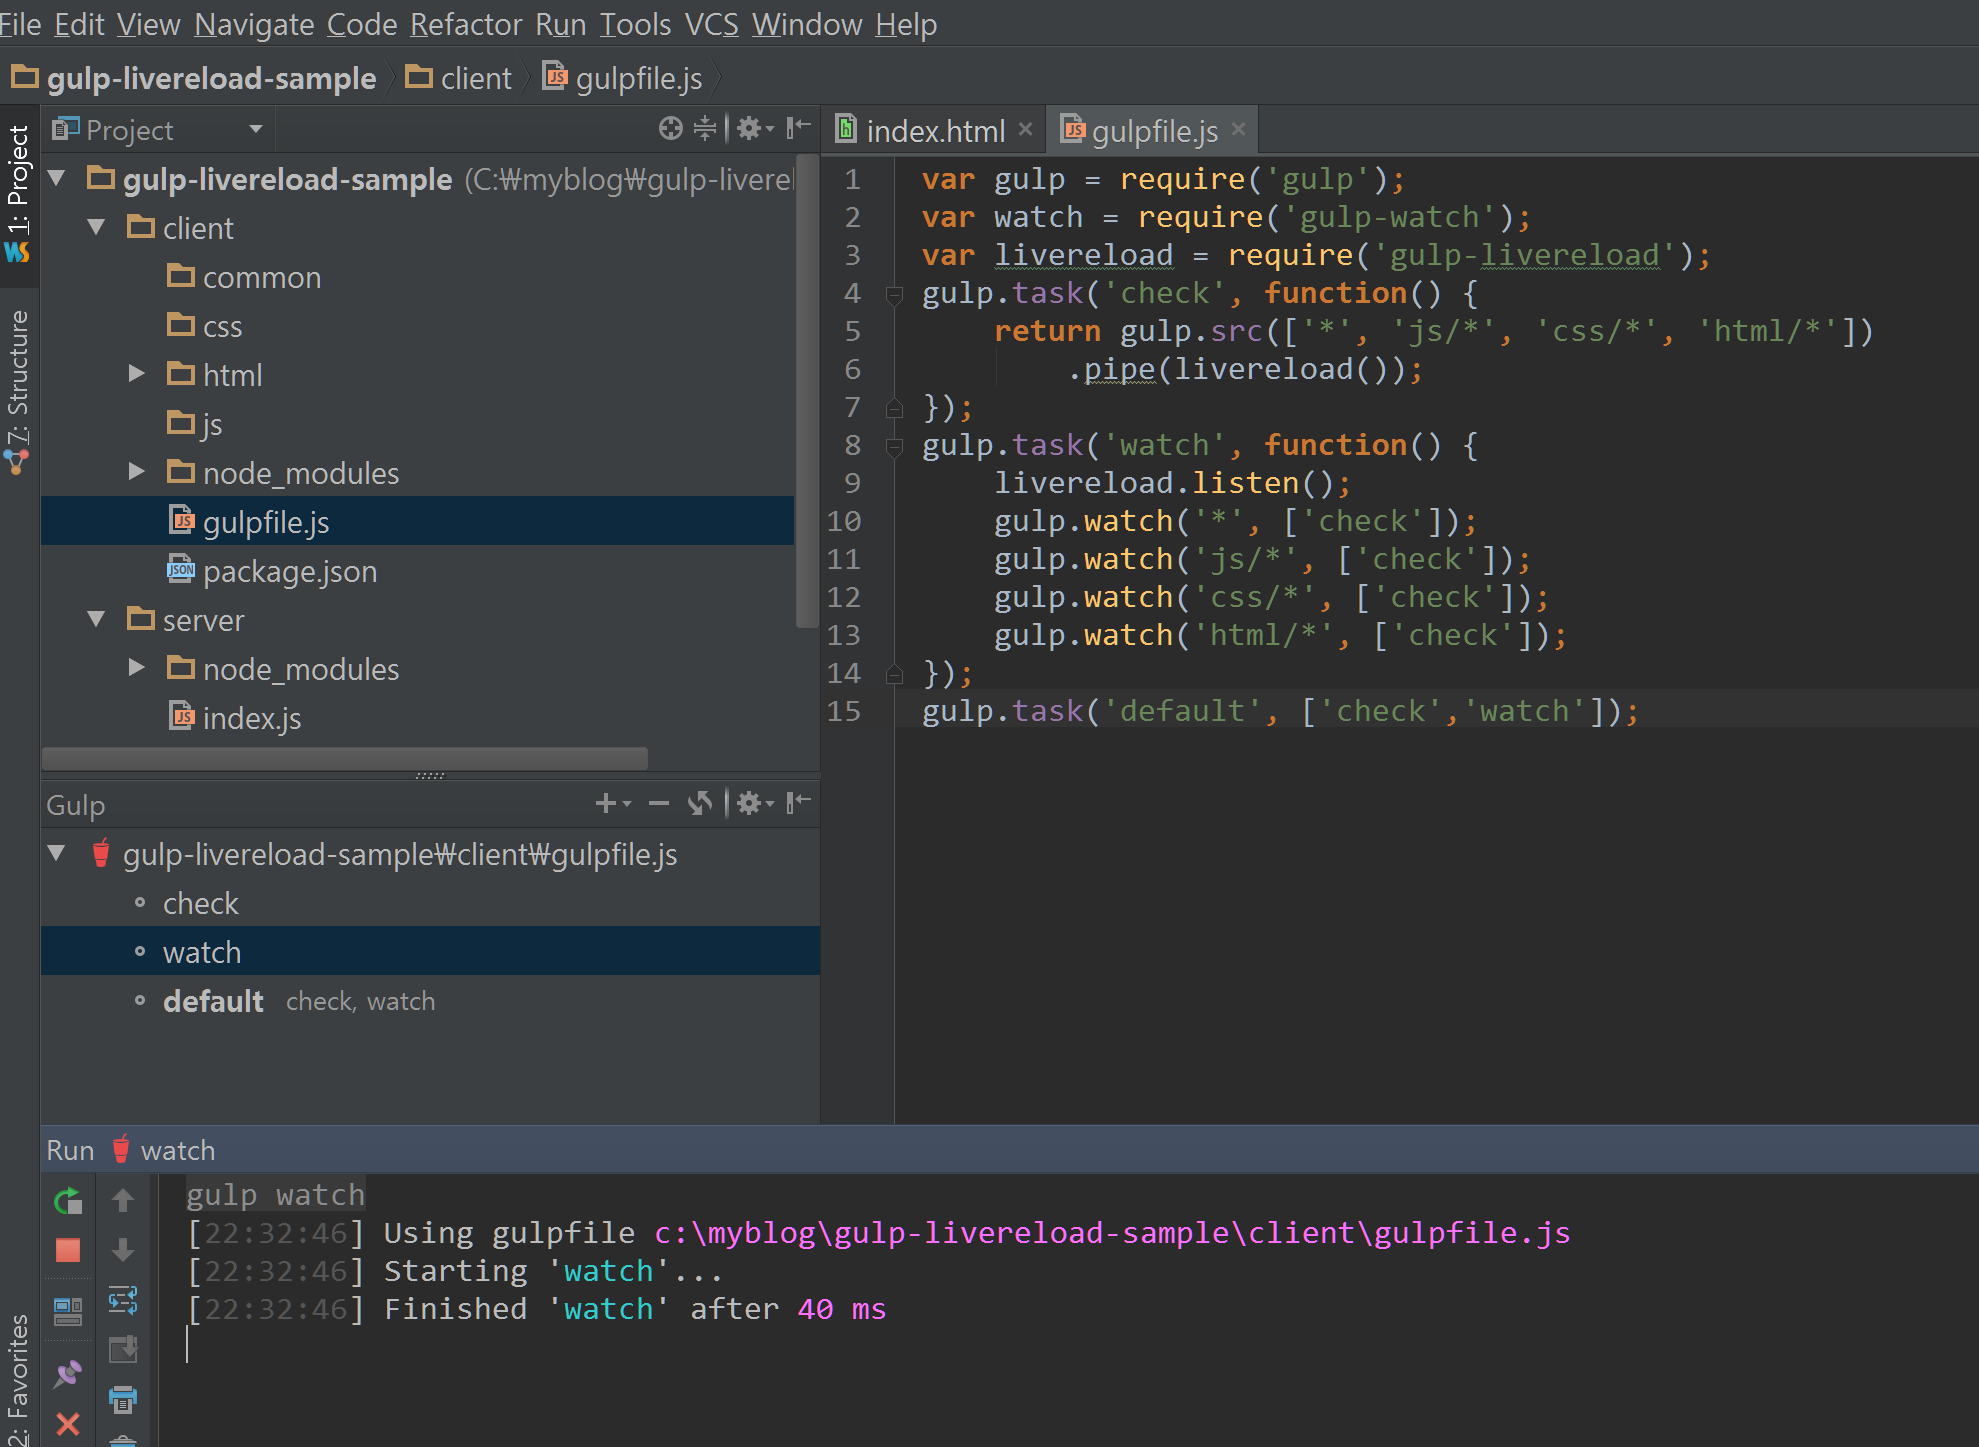 File Edit View Navigate Code Refactor Run Tools VCS Window Help
gulp-livereload-sample client gulpfile.js
1: Project
7: Structure
2: Favorites
Project
gulp-livereload-sample (C:₩myblog₩gulp-liverel
client
common
css
html
js
node_modules
gulpfile.js
package.json
server
node_modules
index.js
Gulp
gulp-livereload-sample₩client₩gulpfile.js
check
watch
default check, watch
index.html gulpfile.js
1 var gulp = require('gulp');
2 var watch = require('gulp-watch');
3 var livereload = require('gulp-livereload');
4 gulp.task('check', function() {
5 return gulp.src(['*', 'js/*', 'css/*', 'html/*'])
6 .pipe(livereload());
7 });
8 gulp.task('watch', function() {
9 livereload.listen();
10 gulp.watch('*', ['check']);
11 gulp.watch('js/*', ['check']);
12 gulp.watch('css/*', ['check']);
13 gulp.watch('html/*', ['check']);
14 });
15 gulp.task('default', ['check','watch']);
Run watch
gulp watch
[22:32:46] Using gulpfile c:\myblog\gulp-livereload-sample\client\gulpfile.js
[22:32:46] Starting 'watch'...
[22:32:46] Finished 'watch' after 40 ms